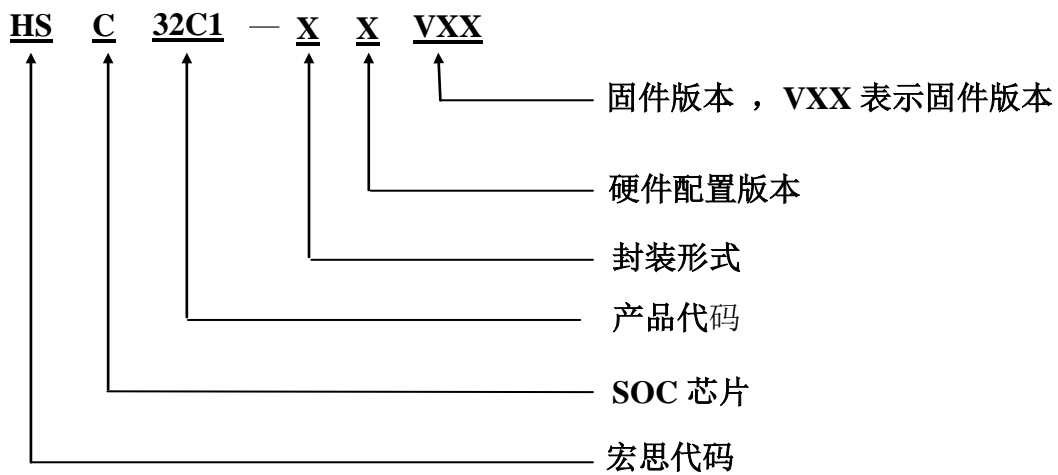 HS C 32C1 — X X VXX
固件版本 ，VXX 表示固件版本
硬件配置版本
封装形式
产品代码
SOC 芯片
宏思代码